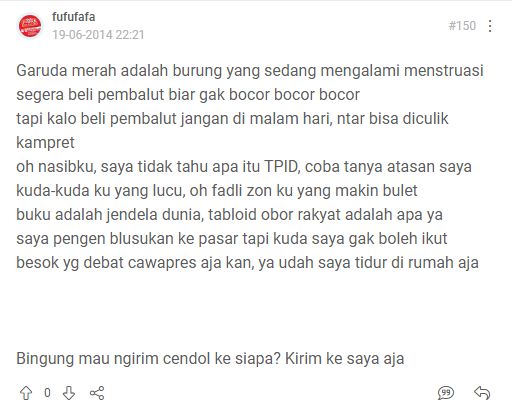 fufufafa
19-06-2014 22:21
#150
Garuda merah adalah burung yang sedang mengalami menstruasi
segera beli pembalut biar gak bocor bocor bocor
tapi kalo beli pembalut jangan di malam hari, ntar bisa diculik
kampret
oh nasibku, saya tidak tahu apa itu TPID, coba tanya atasan saya
kuda-kuda ku yang lucu, oh fadli zon ku yang makin bulet
buku adalah jendela dunia, tabloid obor rakyat adalah apa ya
saya pengen blusukan ke pasar tapi kuda saya gak boleh ikut
besok yg debat cawapres aja kan, ya udah saya tidur di rumah aja
Bingung mau ngirim cendol ke siapa? Kirim ke saya aja
0